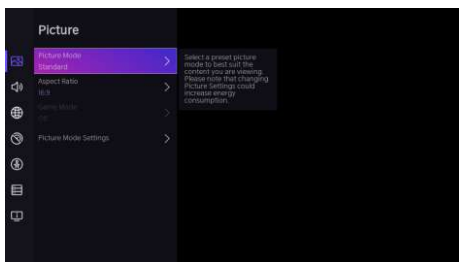 Picture
Picture Mode
Standard
Select a preset picture
mode to best suit the
content you are viewing.
Please note that changing
Picture Settings could
increase energy
consumption.
Aspect Ratio
16:9
Game Mode
Picture Mode Settings